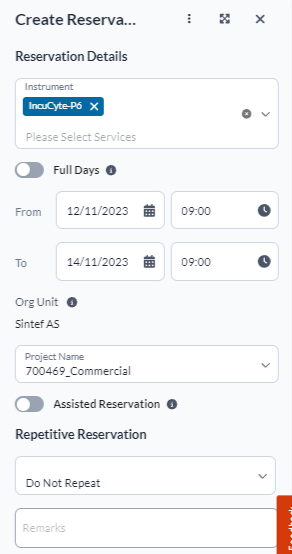 Create Reserva...
Reservation Details
Instrument
IncuCyte-P6
Please Select Services
Full Days
From 12/11/2023 09:00
To 14/11/2023 09:00
Org Unit
Sintef AS
Project Name
700469_Commercial
Assisted Reservation
Repetitive Reservation
Do Not Repeat
Remarks